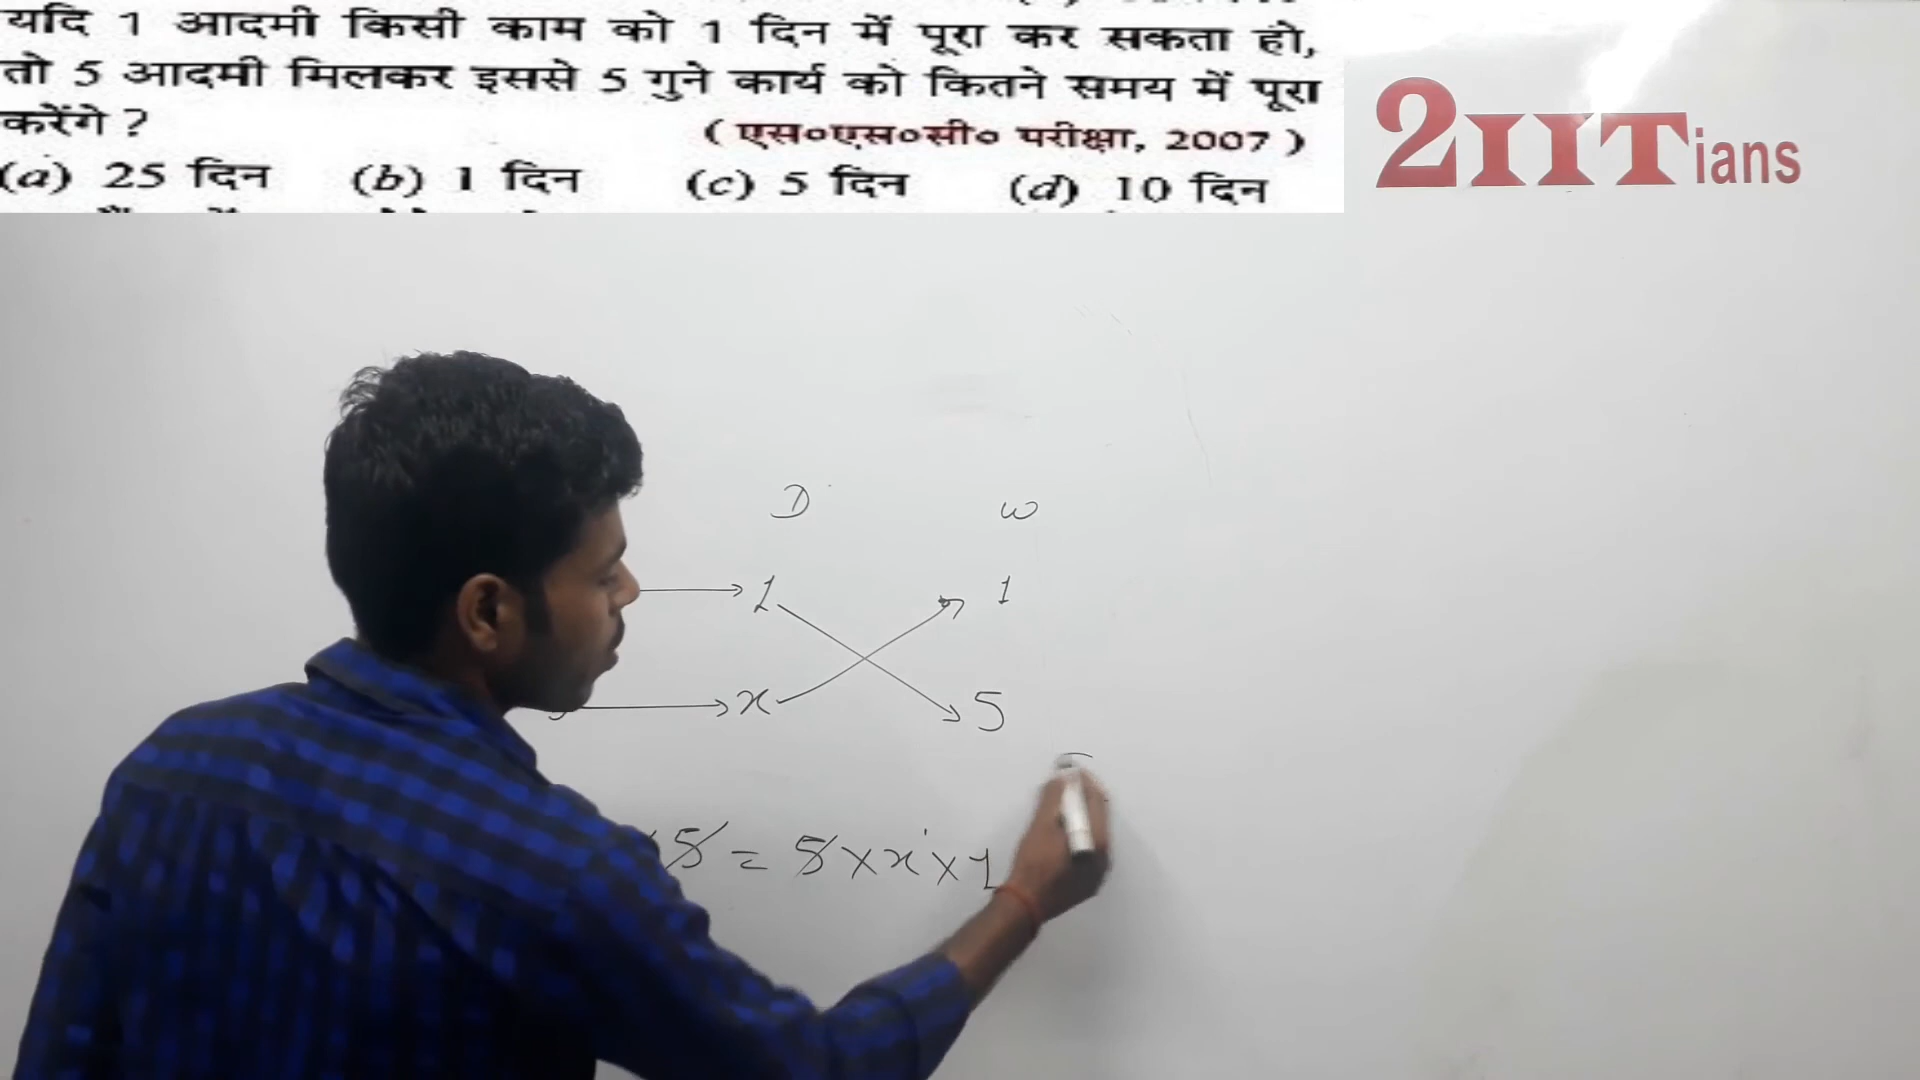 यदि 1 आदमी किसी काम को 1 दिन में पूरा कर सकता हो,
तो 5 आदमी मिलकर इससे 5 गुने कार्य को कितने समय में पूरा
करेंगे ?
( एस०एस०सी० परीक्षा, 2007 )
(a) 25 दिन (b) 1 दिन (c) 5 दिन (d) 10 दिन
2IITians
D W
1 1
x 5
5 = 5 × x × 1